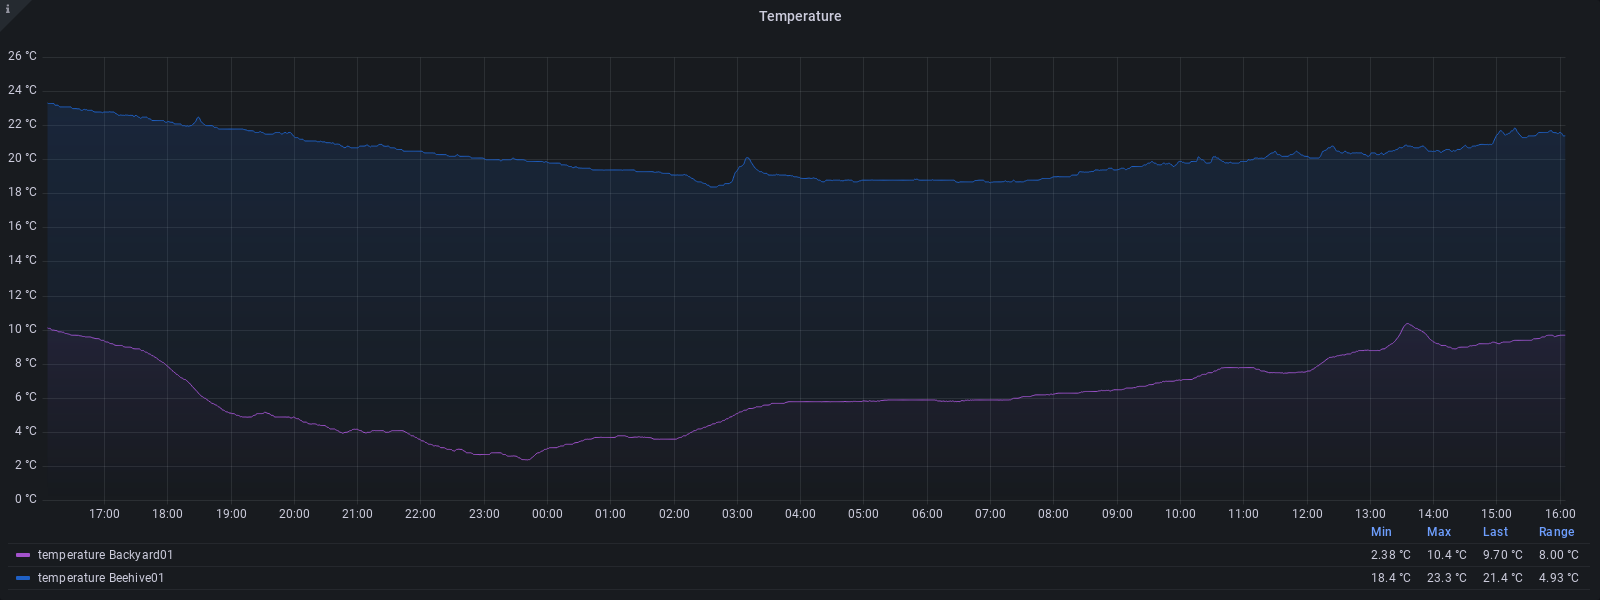 i
Temperature
26 °C
24 °C
22 °C
20 °C
18 °C
16 °C
14 °C
12 °C
10 °C
8 °C
6 °C
4 °C
2 °C
0 °C
17:00 18:00 19:00 20:00 21:00 22:00 23:00 00:00 01:00 02:00 03:00 04:00 05:00 06:00 07:00 08:00 09:00 10:00 11:00 12:00 13:00 14:00 15:00 16:00
Min Max Last Range
temperature Backyard01 2.38 °C 10.4 °C 9.70 °C 8.00 °C
temperature Beehive01 18.4 °C 23.3 °C 21.4 °C 4.93 °C